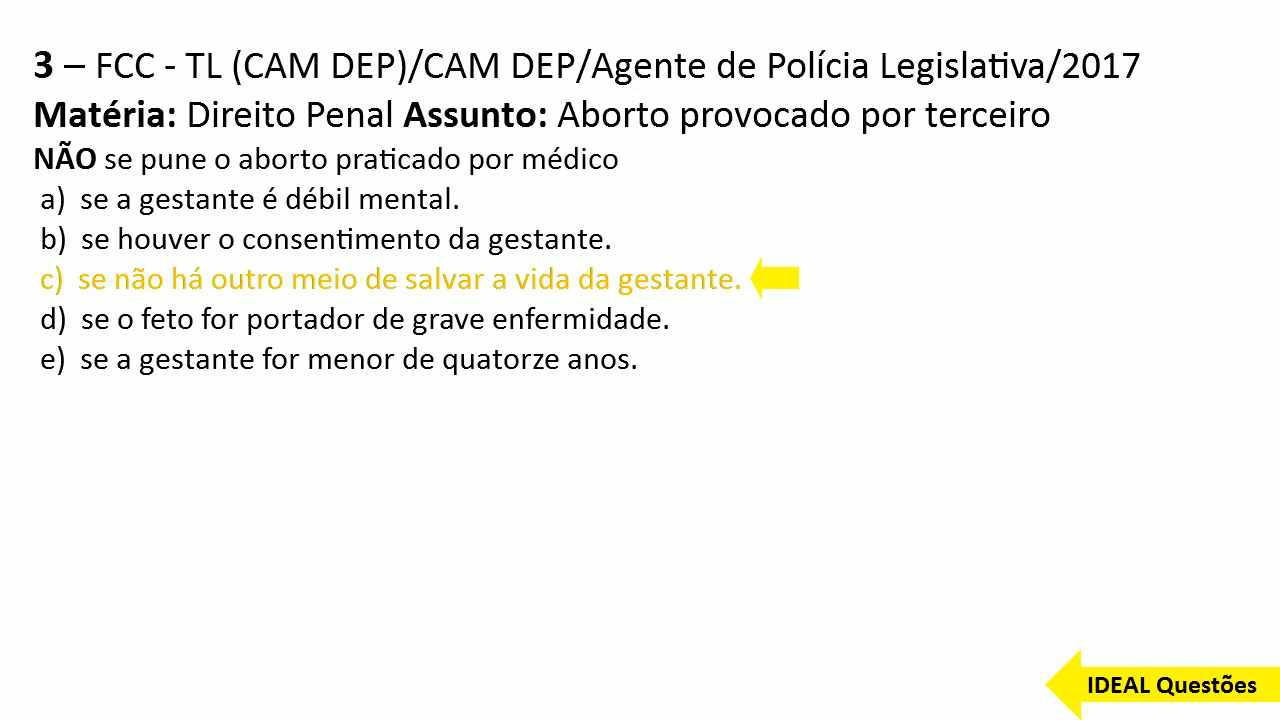 3 – FCC - TL (CAM DEP)/CAM DEP/Agente de Polícia Legislativa/2017
Matéria: Direito Penal Assunto: Aborto provocado por terceiro
NÃO se pune o aborto praticado por médico
a) se a gestante é débil mental.
b) se houver o consentimento da gestante.
c) se não há outro meio de salvar a vida da gestante.
d) se o feto for portador de grave enfermidade.
e) se a gestante for menor de quatorze anos.
IDEAL Questões